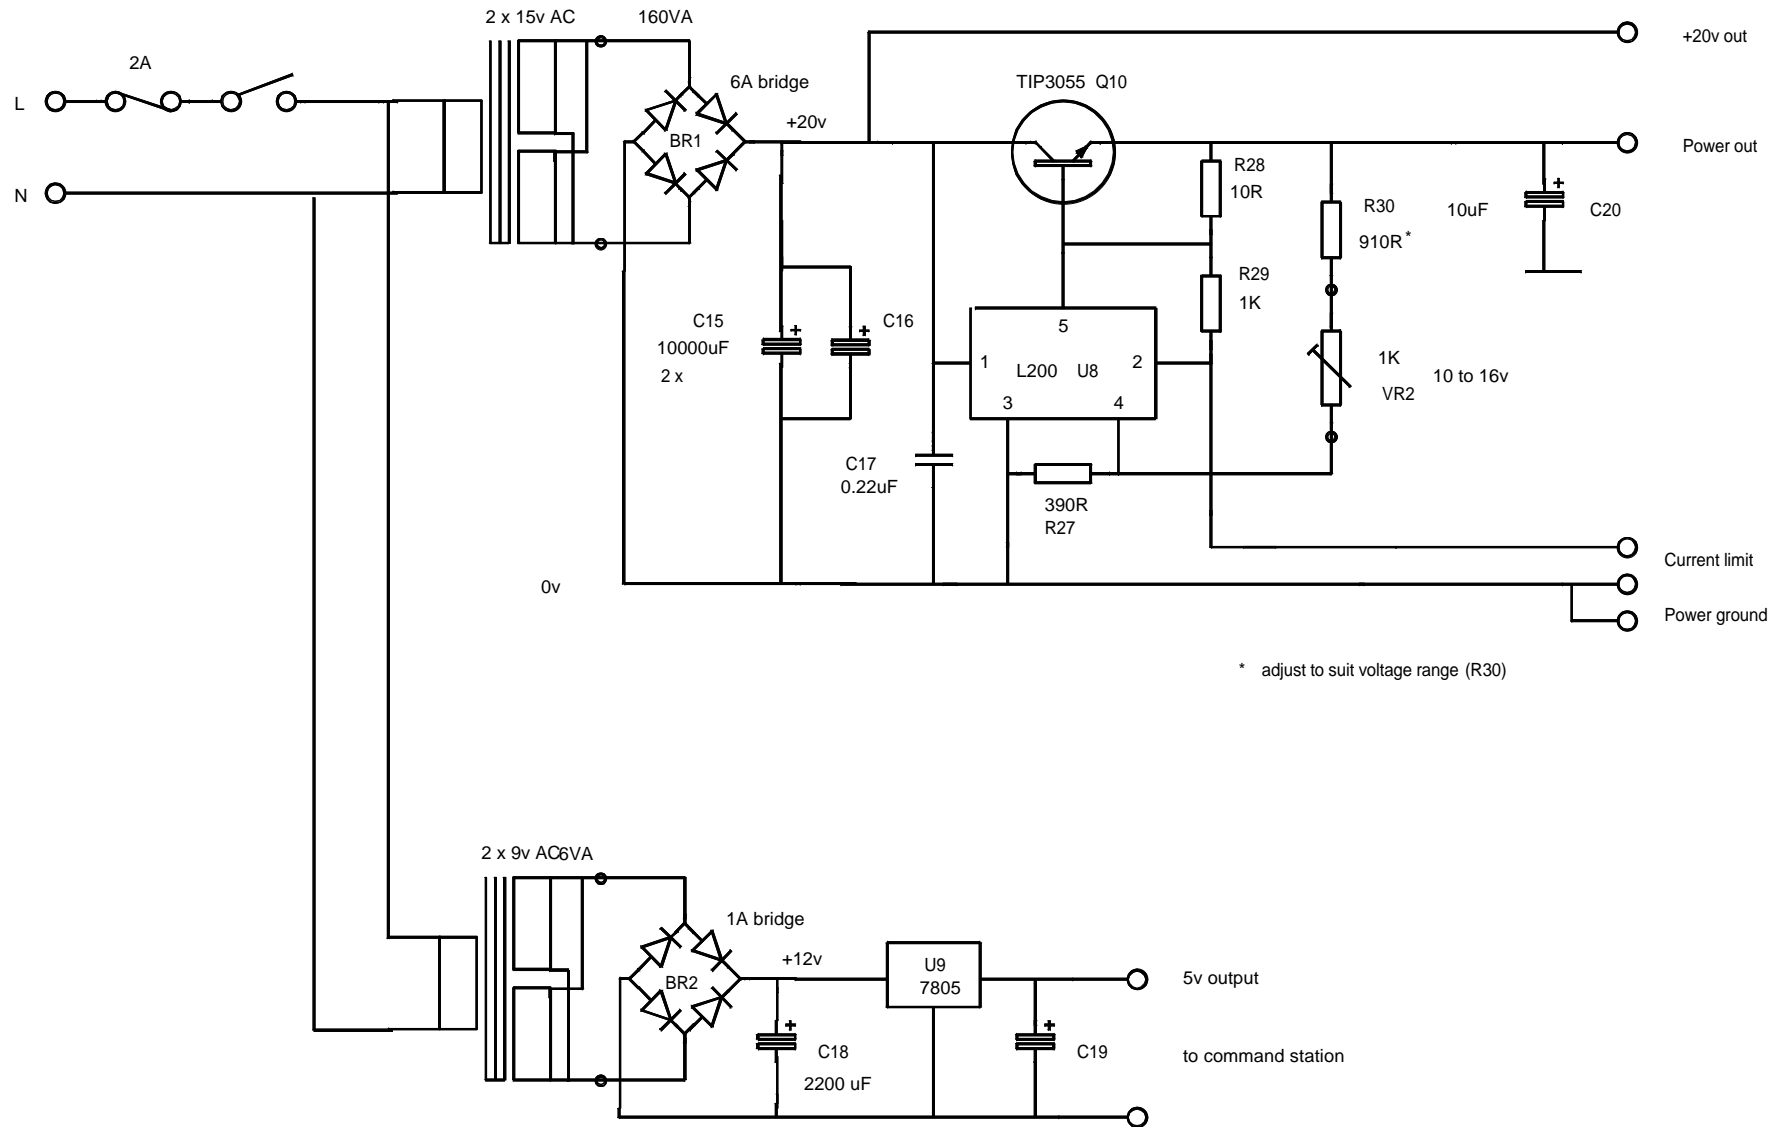 2 x 15v AC
160VA
+20v out
2A
6A bridge
TIP3055 Q10
L
+20v
BR1
Power out
N
R28
10R
R30
910R*
10uF
+
C20
R29
1K
C15
10000uF
2 x
+
+
C16
5
1
L200 U8
2
3
4
1K
VR2
10 to 16v
C17
0.22uF
390R
R27
Current limit
0v
Power ground
* adjust to suit voltage range (R30)
2 x 9v AC6VA
1A bridge
+12v
BR2
U9
7805
5v output
+
C18
2200 uF
+
C19
to command station